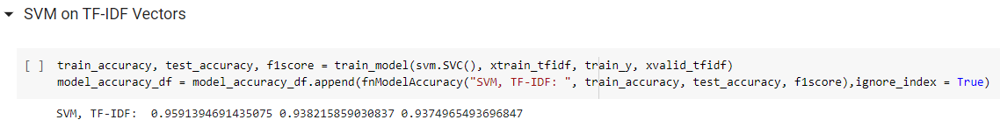 SVM on TF-IDF Vectors
[ ] train_accuracy, test_accuracy, f1score = train_model(svm.SVC(), xtrain_tfidf, train_y, xvalid_tfidf)
model_accuracy_df = model_accuracy_df.append(fnModelAccuracy("SVM, TF-IDF: ", train_accuracy, test_accuracy, f1score),ignore_index = True)
SVM, TF-IDF:  0.9591394691435075 0.938215859030837 0.9374965493696847